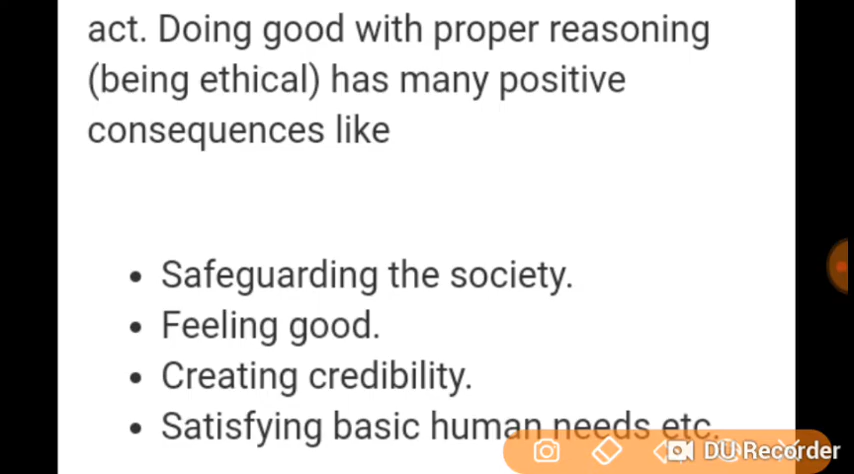 act. Doing good with proper reasoning
(being ethical) has many positive
consequences like
• Safeguarding the society.
• Feeling good.
• Creating credibility.
• Satisfying basic human needs etc.
DU Recorder